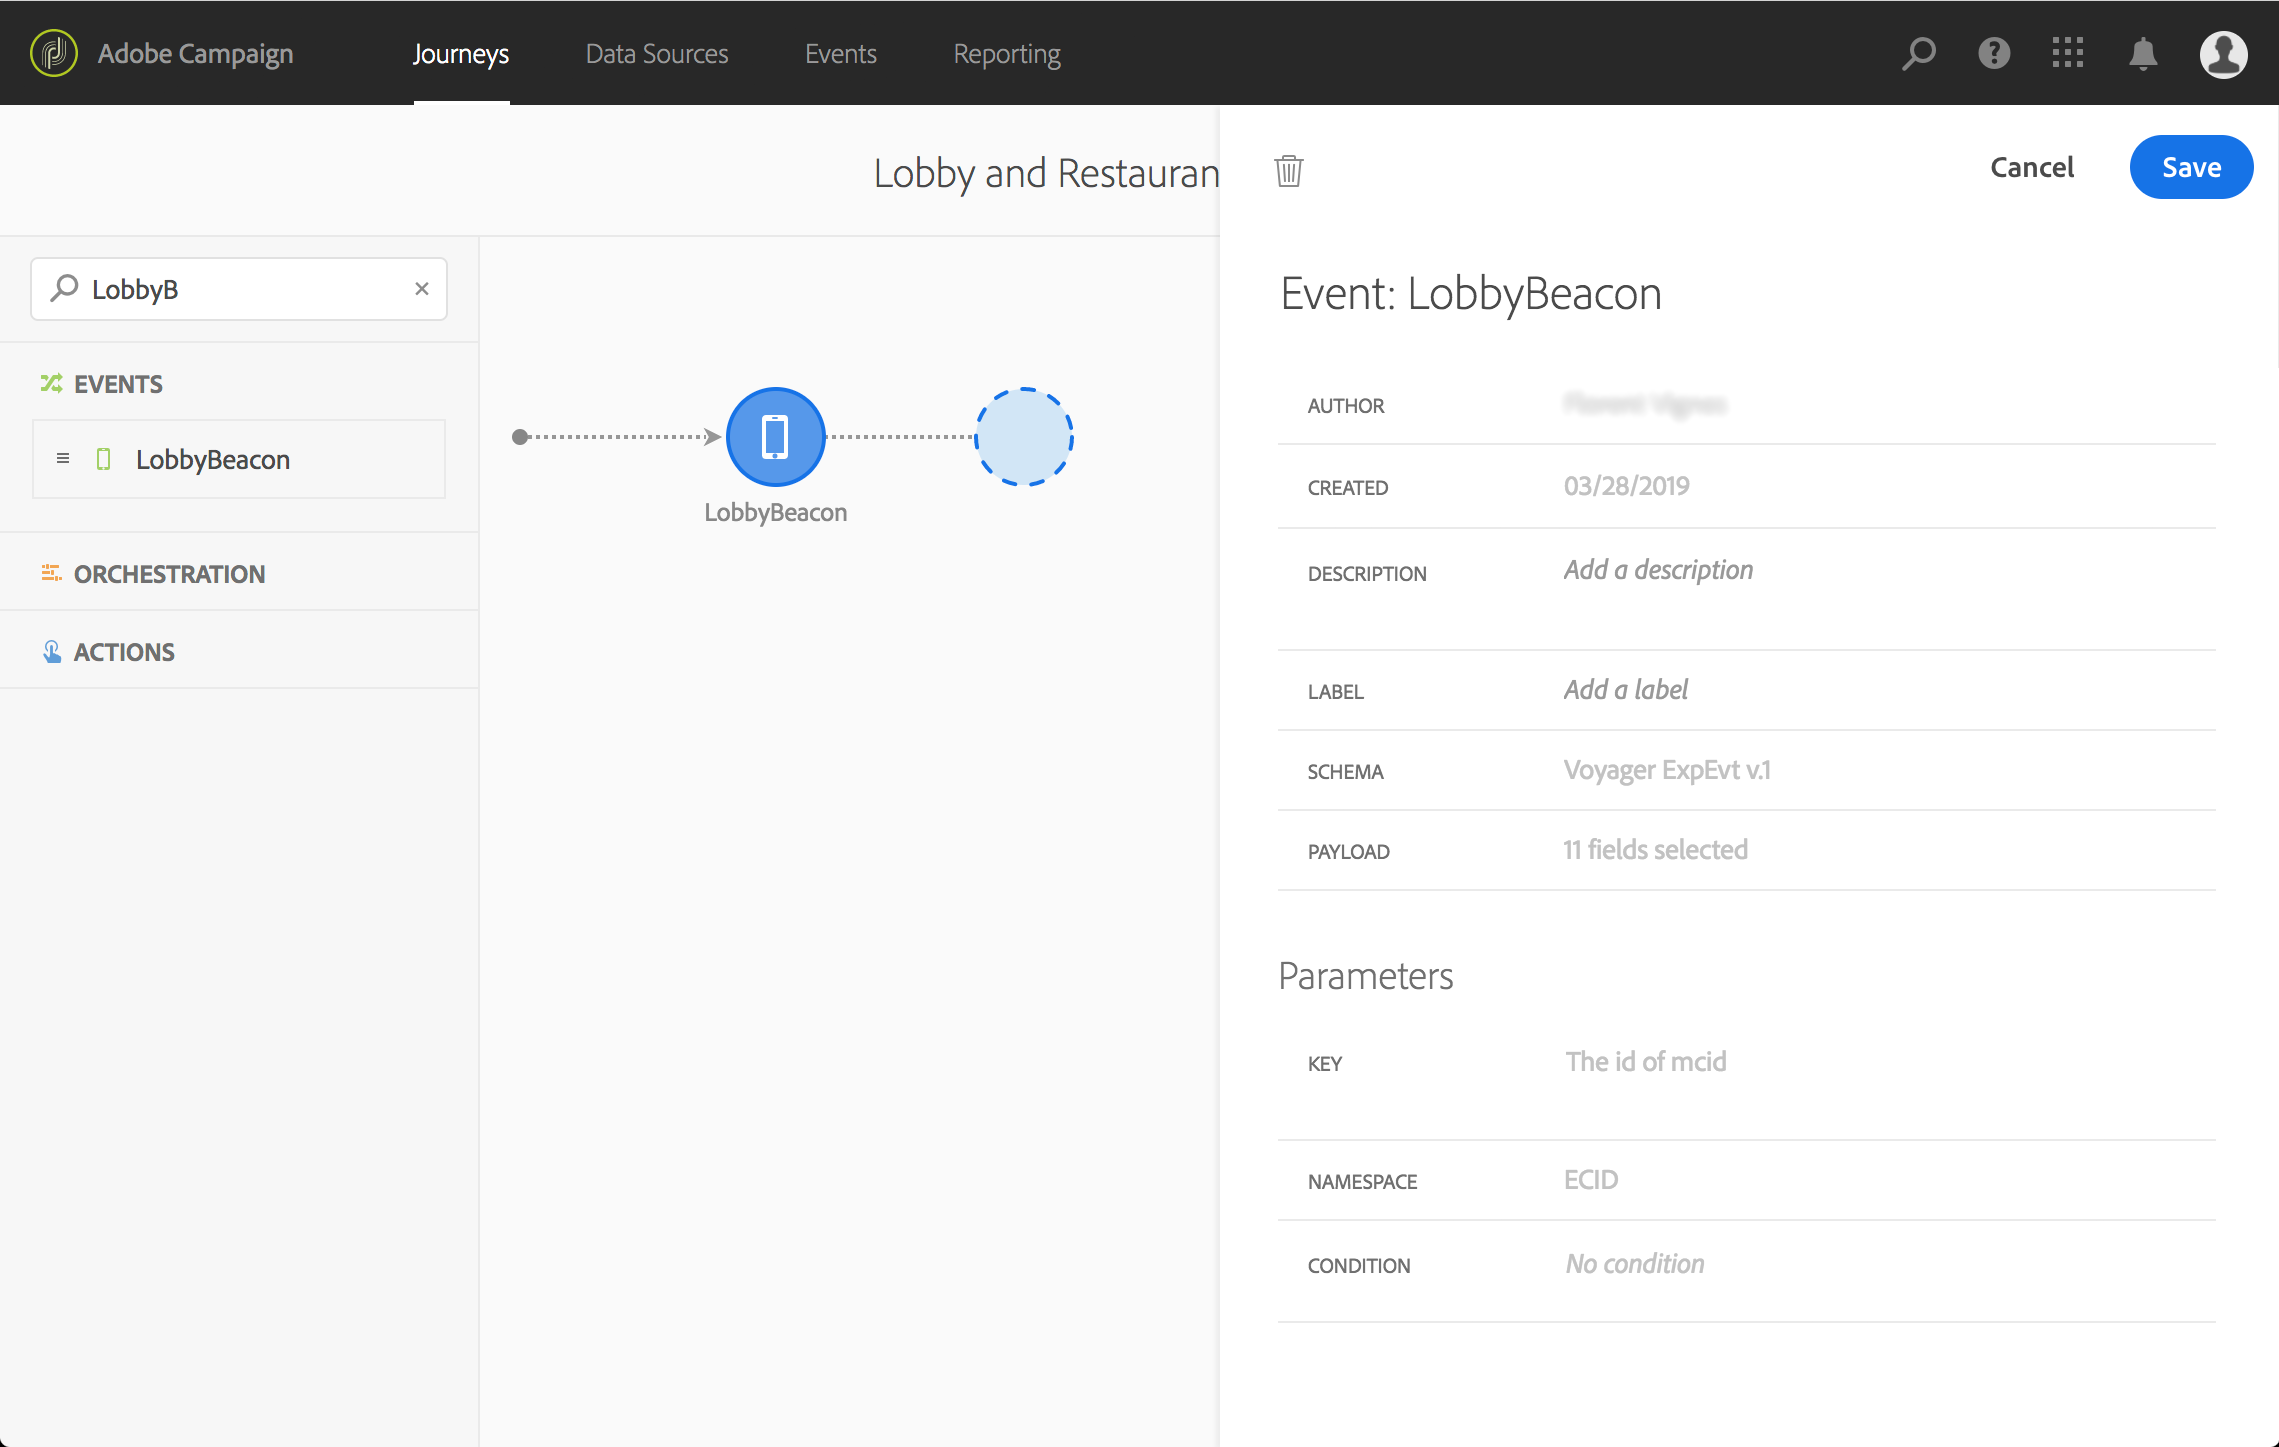 Adobe Campaign
Journeys
Data Sources
Events
Reporting
Lobby and Restauran
Cancel
Save
LobbyB
EVENTS
LobbyBeacon
ORCHESTRATION
ACTIONS
LobbyBeacon
Event: LobbyBeacon
AUTHOR
CREATED 03/28/2019
DESCRIPTION Add a description
LABEL Add a label
SCHEMA Voyager ExpEvt v.1
PAYLOAD 11 fields selected
Parameters
KEY The id of mcid
NAMESPACE ECID
CONDITION No condition